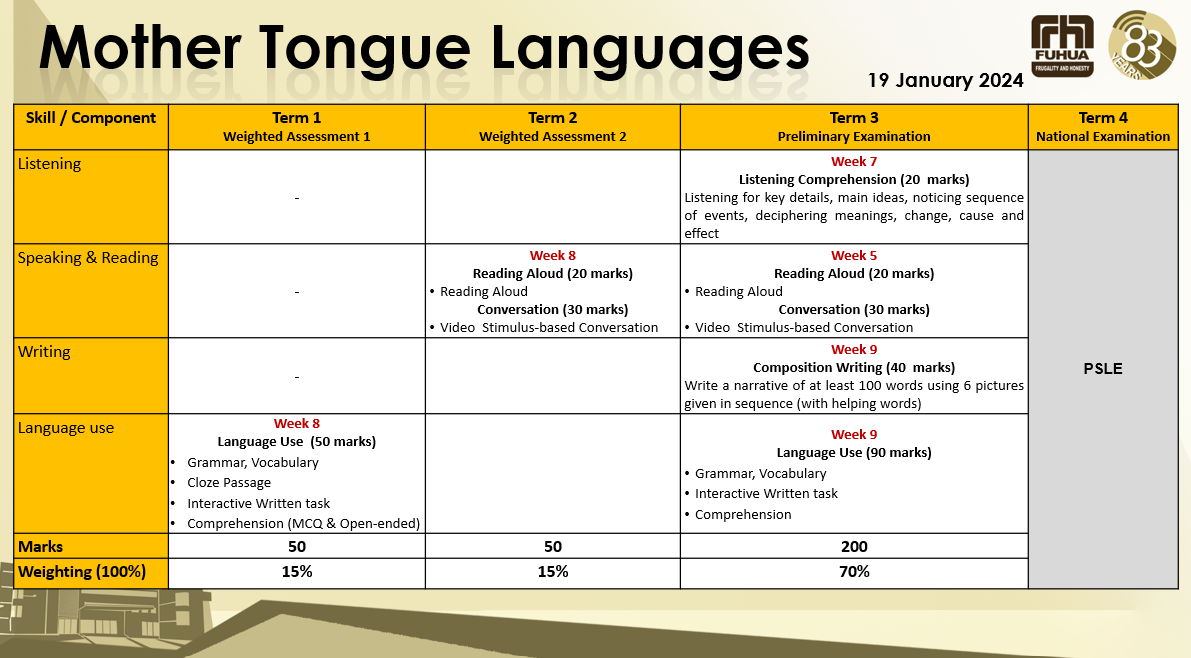 Mother Tongue Languages
FUHUA
FRUGALITY AND HONESTY
83
YEARS
19 January 2024
Skill / Component
Term 1
Weighted Assessment 1
Term 2
Weighted Assessment 2
Term 3
Preliminary Examination
Term 4
National Examination
Listening
-
Week 7
Listening Comprehension (20 marks)
Listening for key details, main ideas, noticing sequence
of events, deciphering meanings, change, cause and
effect
Speaking & Reading
-
Week 8
Reading Aloud (20 marks)
• Reading Aloud
Conversation (30 marks)
• Video Stimulus-based Conversation
Week 5
Reading Aloud (20 marks)
• Reading Aloud
Conversation (30 marks)
• Video Stimulus-based Conversation
Writing
-
Week 9
Composition Writing (40 marks)
Write a narrative of at least 100 words using 6 pictures
given in sequence (with helping words)
PSLE
Language use
Week 8
Language Use (50 marks)
• Grammar, Vocabulary
• Cloze Passage
• Interactive Written task
• Comprehension (MCQ & Open-ended)
Week 9
Language Use (90 marks)
• Grammar, Vocabulary
• Interactive Written task
• Comprehension
Marks
50
50
200
Weighting (100%)
15%
15%
70%